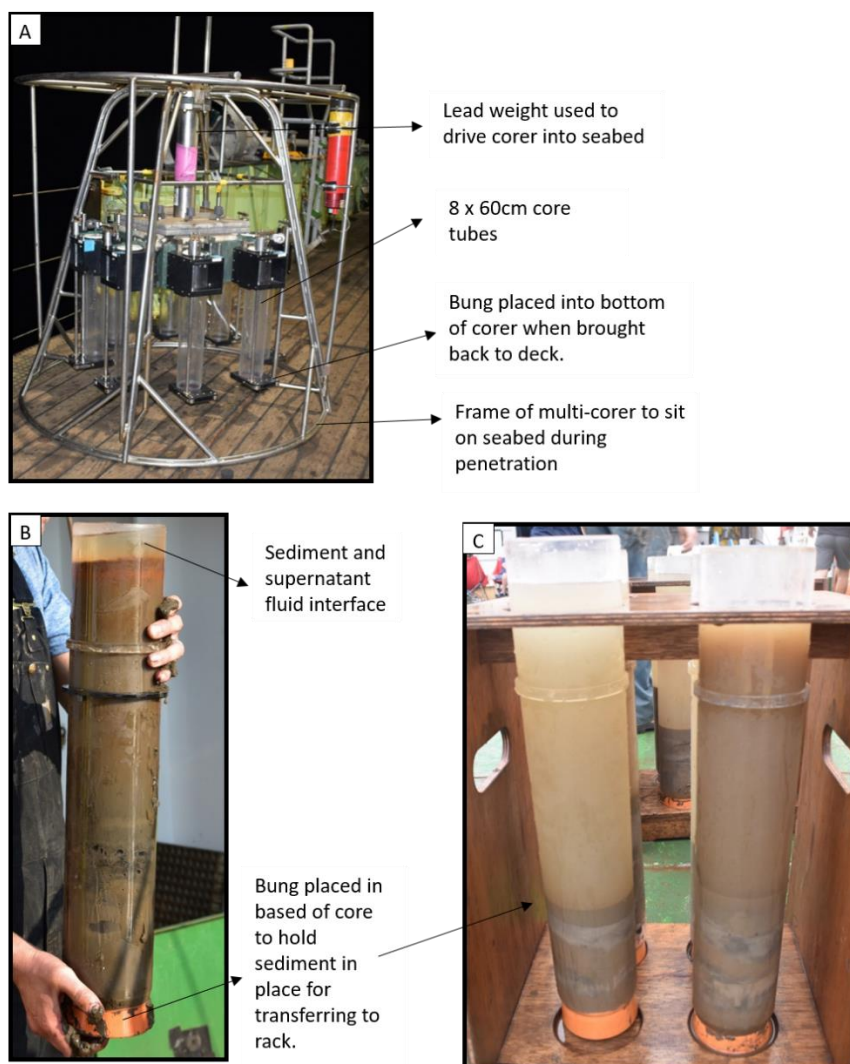 A
Lead weight used to
drive corer into seabed
8 x 60cm core
tubes
Bung placed into bottom
of corer when brought
back to deck.
Frame of multi-corer to sit
on seabed during
penetration
B
Sediment and
supernatant
fluid interface
C
Bung placed in
based of core
to hold
sediment in
place for
transferring to
rack.